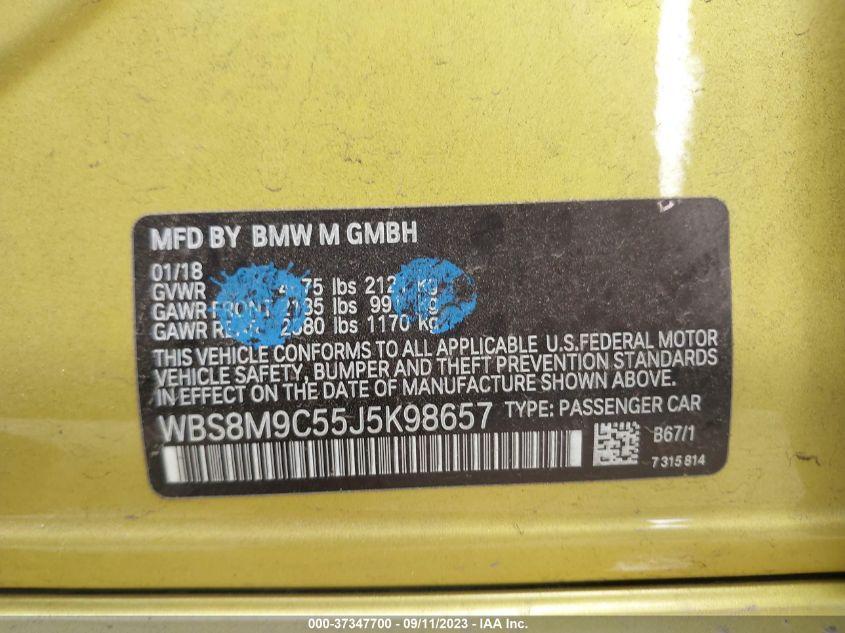 MFD BY BMW M GMBH
01/18
GVWR lbs kg
GAWR FRONT lbs
GAWR lbs 1170 kg
THIS VEHICLE CONFORMS TO ALL APPLICABLE U.S.FEDERAL MOTOR
VEHICLE SAFETY, BUMPER AND THEFT PREVENTION STANDARDS
IN EFFECT ON THE DATE OF MANUFACTURE SHOWN ABOVE.
WBS8M9C55J5K98657 TYPE: PASSENGER CAR
B67/1
7 315 814
000-37347700 - 09/11/2023 - IAA Inc.